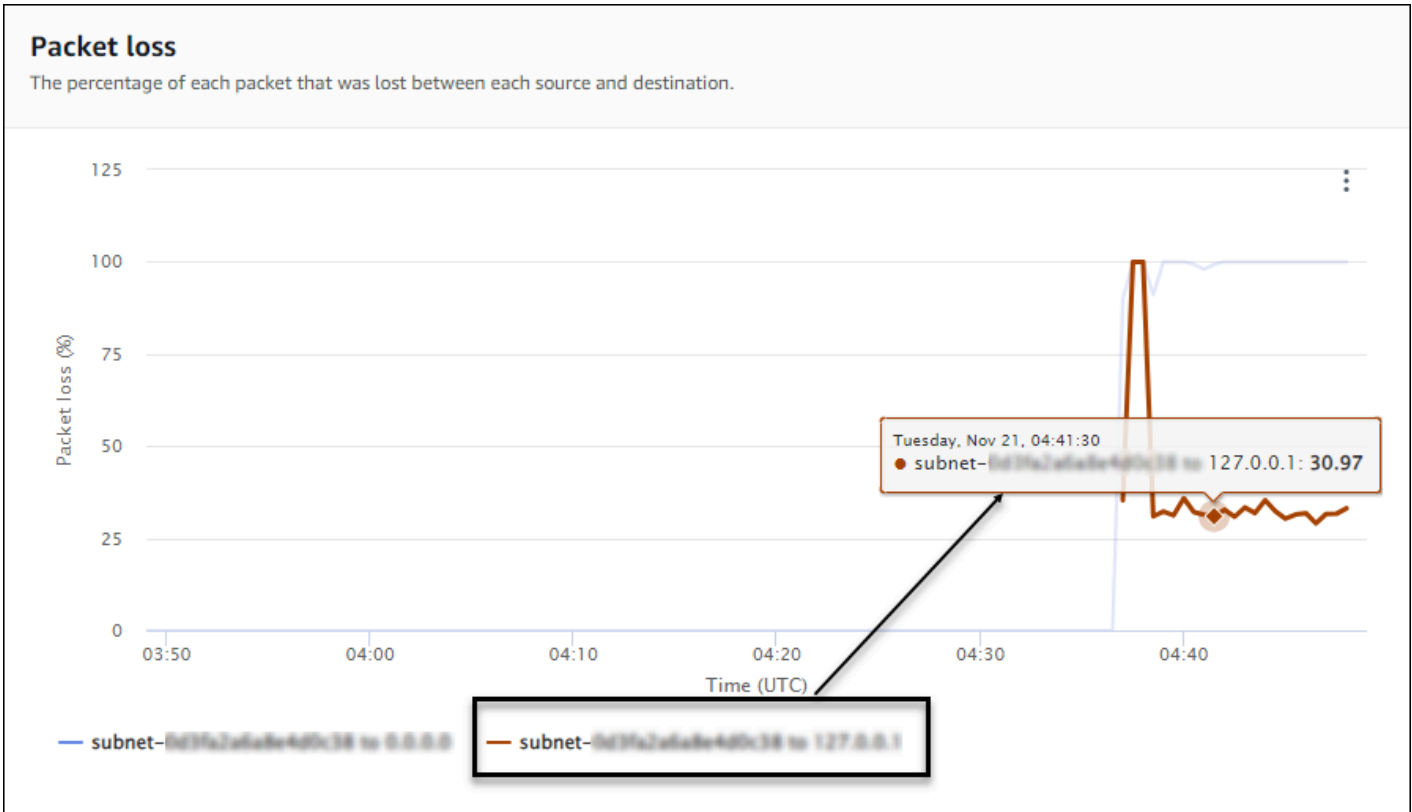 Packet loss
The percentage of each packet that was lost between each source and destination.
125
100
75
50
25
0
Packet loss (%)
Tuesday, Nov 21, 04:41:30
subnet- 127.0.0.1: 30.97
03:50 04:00 04:10 04:20 04:30 04:40
Time (UTC)
subnet- subnet-